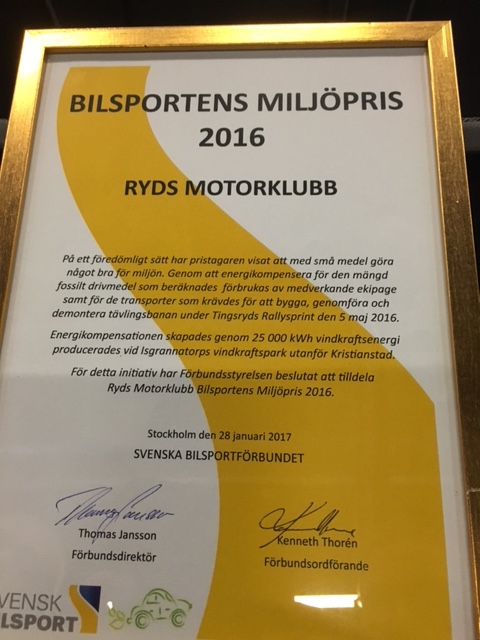 BILSPORTENS MILJÖPRIS
2016
RYDS MOTORKLUBB
På ett föredömligt sätt har pristagaren visat att med små medel göra
något bra för miljön. Genom att energikompensera för den mängd
fossilt drivmedel som beräknades förbrukas av medverkande ekipage
samt för de transporter som krävdes för att bygga, genomföra och
demontera tävlingsbanan under Tingsryds Rallysprint den 5 maj 2016.
Energikompensationen skapades genom 25 000 kWh vindkraftsenergi
producerades vid Isgrannatorps vindkraftspark utanför Kristianstad.
För detta initiativ har Förbundsstyrelsen beslutat att tilldela
Ryds Motorklubb Bilsportens Miljöpris 2016.
Stockholm den 28 januari 2017
SVENSKA BILSPORTFÖRBUNDET
Thomas Jansson
Förbundsdirektör
Kenneth Thorén
Förbundsordförande
VENSK
ILSPORT